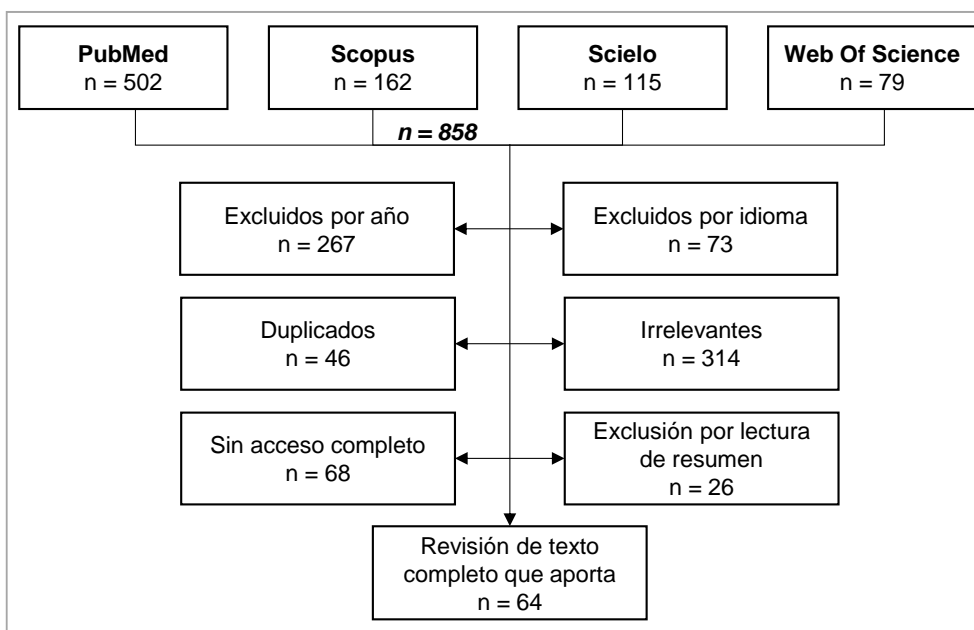 PubMed
n = 502
Scopus
n = 162
Scielo
n = 115
Web Of Science
n = 79
n = 858
Excluidos por año
n = 267
Excluidos por idioma
n = 73
Duplicados
n = 46
Irrelevantes
n = 314
Sin acceso completo
n = 68
Exclusión por lectura
de resumen
n = 26
Revisión de texto
completo que aporta
n = 64